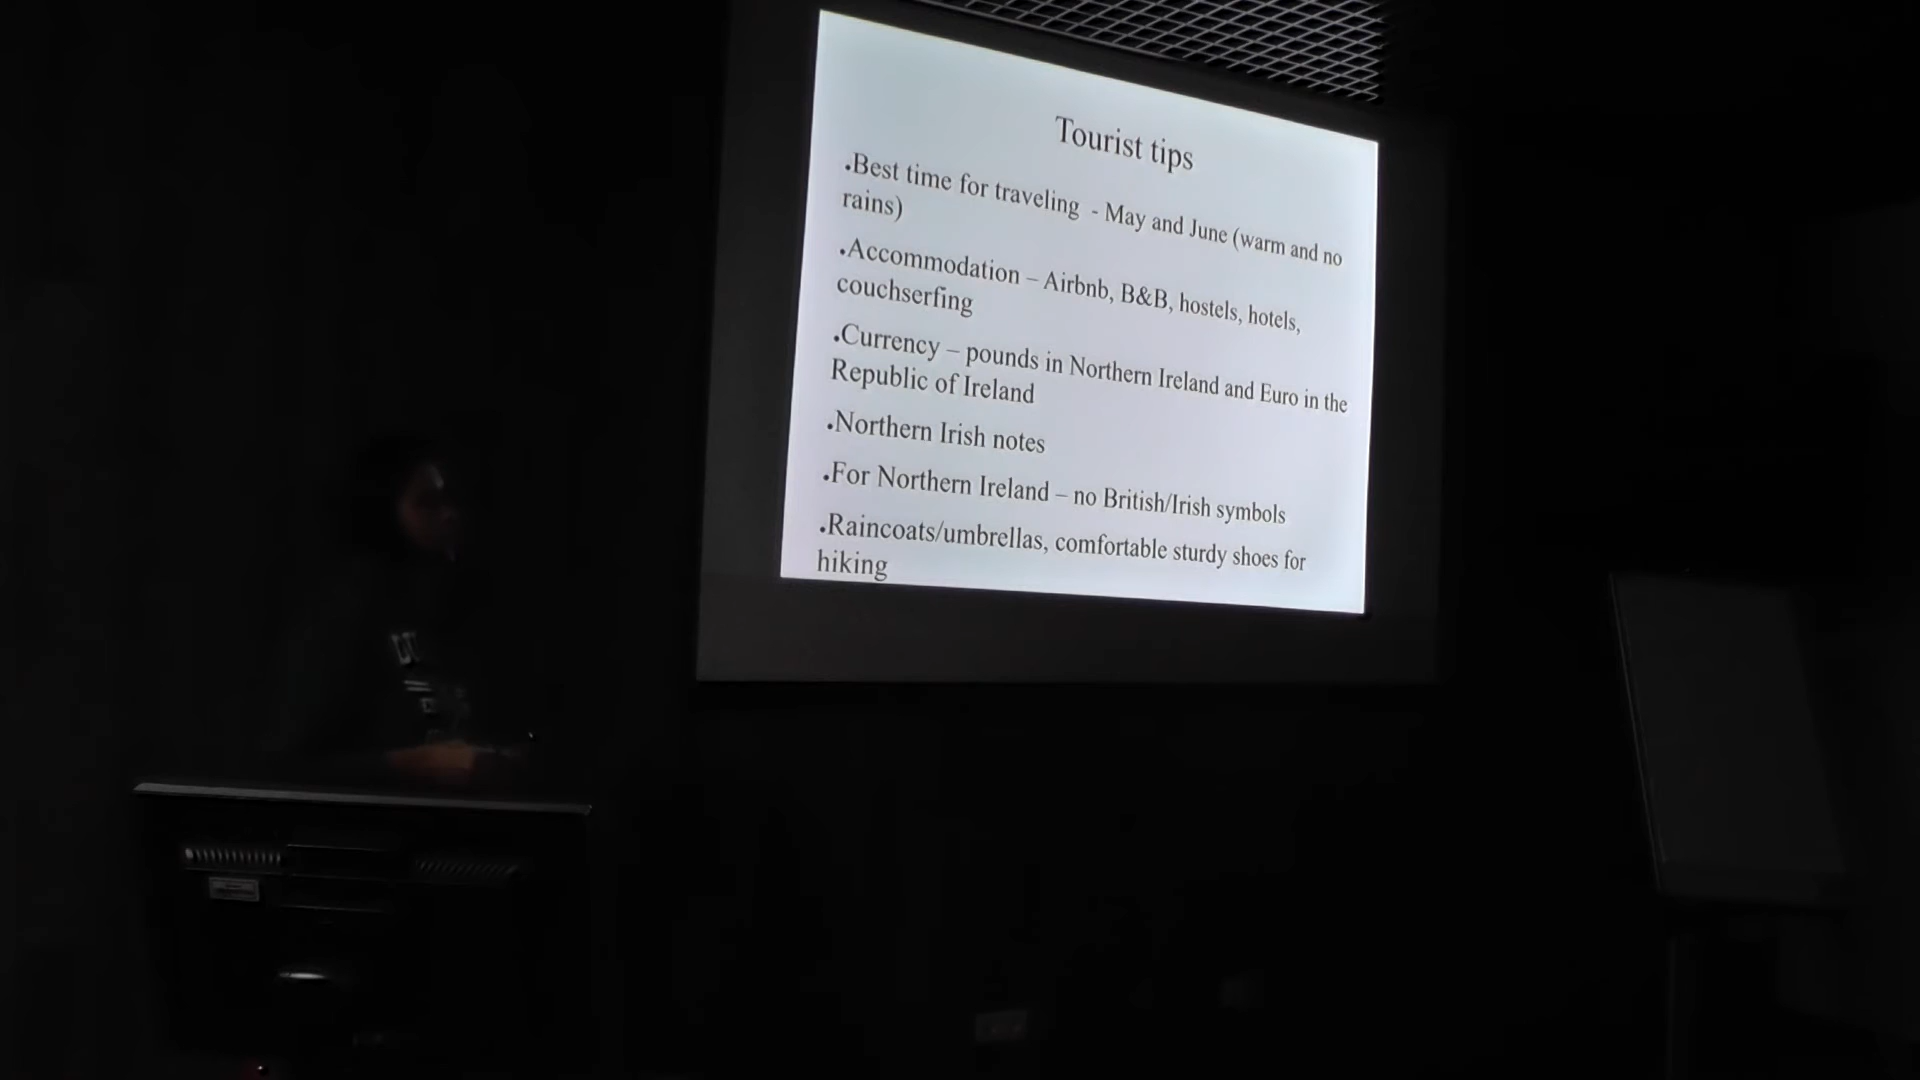 Tourist tips
.Best time for traveling - May and June (warm and no
rains)
.Accommodation – Airbnb, B&B, hostels, hotels,
couchserfing
.Currency – pounds in Northern Ireland and Euro in the
Republic of Ireland
.Northern Irish notes
.For Northern Ireland – no British/Irish symbols
.Raincoats/umbrellas, comfortable sturdy shoes for
hiking